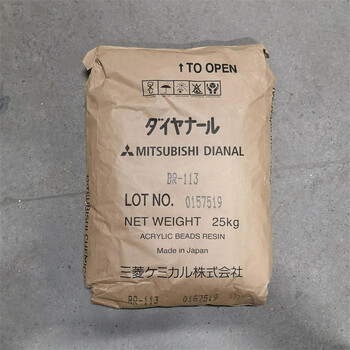 ↑TO OPEN
ダイヤナール
MITSUBISHI DIANAL
BR-113
LOT NO. 0157519
NET WEIGHT 25kg
ACRYLIC BEADS RESIN
Made in Japan
三菱ケミカル株式会社
BR-113 0157519